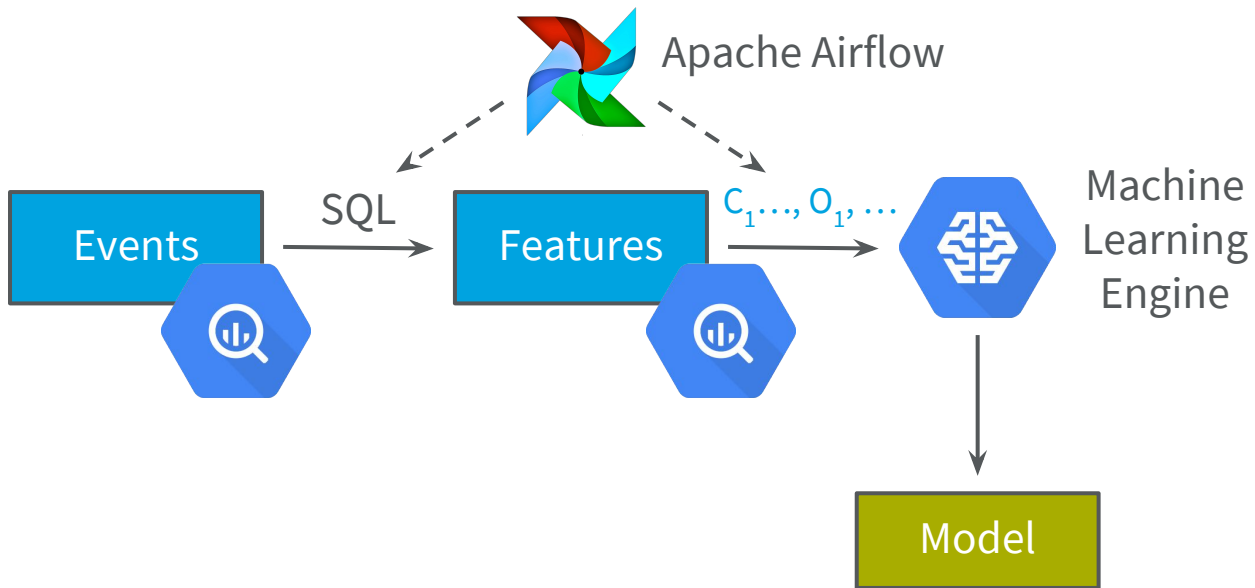 Apache Airflow
Events
SQL
Features
C₁..., O₁, ...
Machine
Learning
Engine
Model